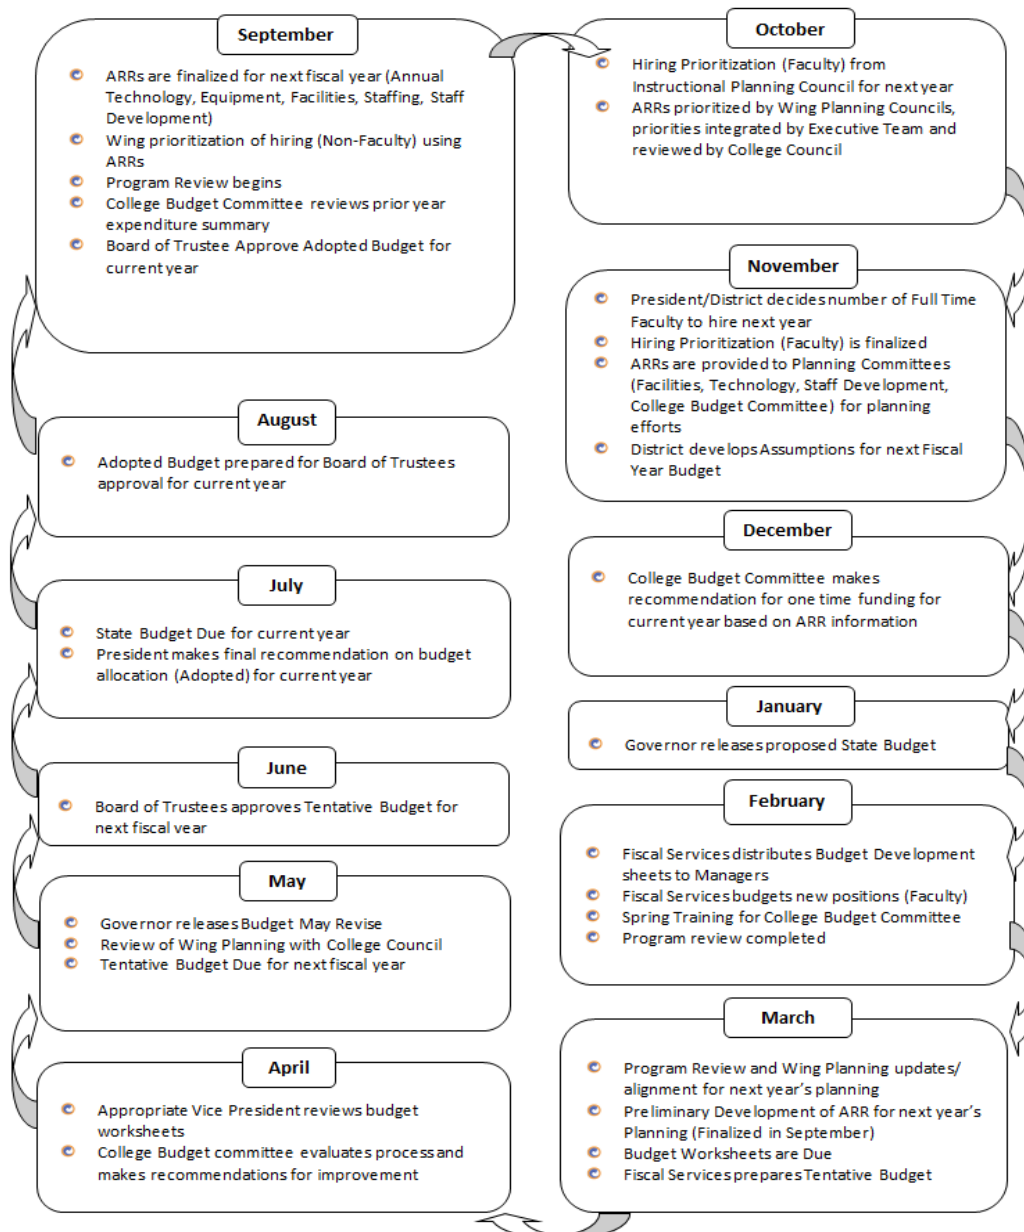 September
ARRs are finalized for next fiscal year (Annual
Technology, Equipment, Facilities, Staffing, Staff
Development)
Wing prioritization of hiring (Non-Faculty) using
ARRs
Program Review begins
College Budget Committee reviews prior year
expenditure summary
Board of Trustee Approve Adopted Budget for
current year
October
Hiring Prioritization (Faculty) from
Instructional Planning Council for next year
ARRs prioritized by Wing Planning Councils,
priorities integrated by Executive Team and
reviewed by College Council
November
President/District decides number of Full Time
Faculty to hire next year
Hiring Prioritization (Faculty) is finalized
ARRs are provided to Planning Committees
(Facilities, Technology, Staff Development,
College Budget Committee) for planning
efforts
District develops Assumptions for next Fiscal
Year Budget
December
College Budget Committee makes
recommendation for one time funding for
current year based on ARR information
January
Governor releases proposed State Budget
February
Fiscal Services distributes Budget Development
sheets to Managers
Fiscal Services budgets new positions (Faculty)
Spring Training for College Budget Committee
Program review completed
March
Program Review and Wing Planning updates/
alignment for next year's planning
Preliminary Development of ARR for next year's
Planning (Finalized in September)
Budget Worksheets are Due
Fiscal Services prepares Tentative Budget
April
Appropriate Vice President reviews budget
worksheets
College Budget committee evaluates process and
makes recommendations for improvement
May
Governor releases Budget May Revise
Review of Wing Planning with College Council
Tentative Budget Due for next fiscal year
June
Board of Trustees approves Tentative Budget for
next fiscal year
July
State Budget Due for current year
President makes final recommendation on budget
allocation (Adopted) for current year
August
Adopted Budget prepared for Board of Trustees
approval for current year